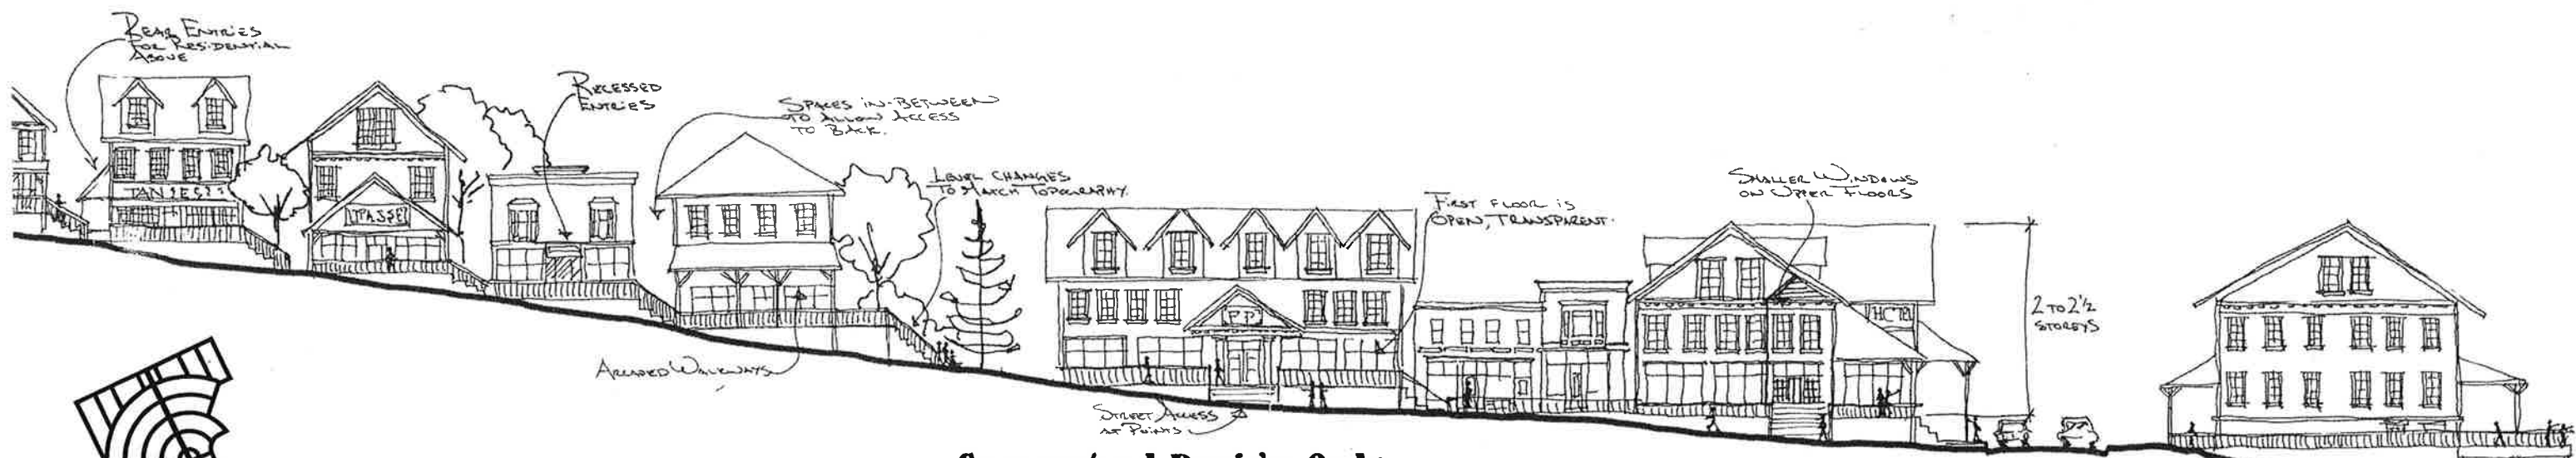 REAR ENTRIES
FOR RESIDENTIAL
ABOVE
RECESSED
ENTRIES
SPACES IN-BETWEEN
TO ALLOW ACCESS
TO BACK.
LEVEL CHANGES
TO MATCH TOPOGRAPHY.
FIRST FLOOR IS
OPEN, TRANSPARENT.
SMALLER WINDOWS
ON UPPER FLOORS
2 TO 2 1/2
STOREYS
ARCADED WALKWAYS
STREET ACCESS
AT POINTS